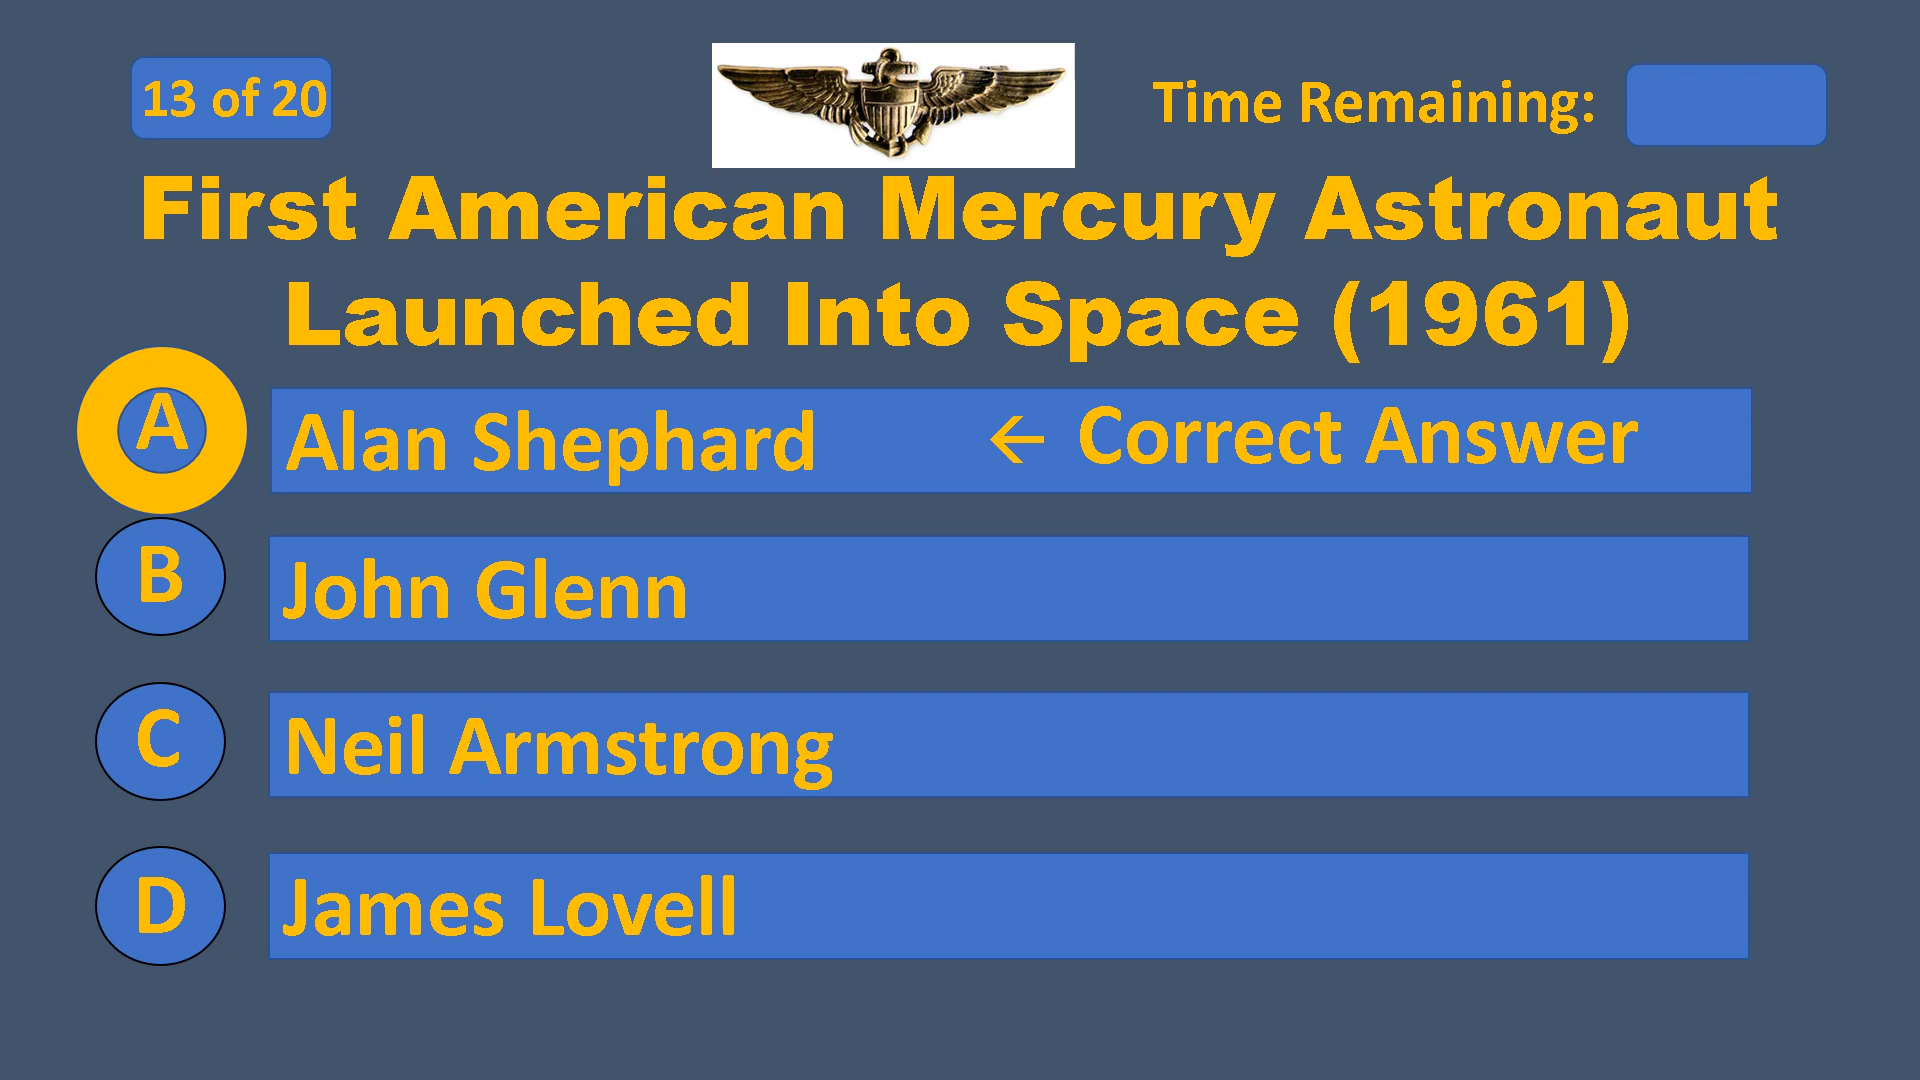 13 of 20
Time Remaining:
First American Mercury Astronaut
Launched Into Space (1961)
A Alan Shephard ← Correct Answer
B John Glenn
C Neil Armstrong
D James Lovell